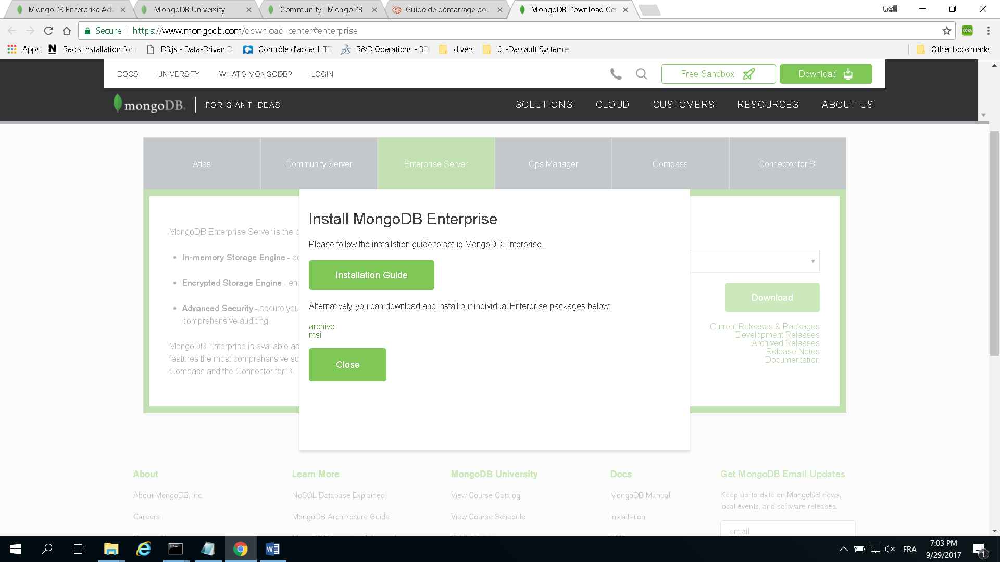 MongoDB Enterprise Adv
MongoDB University
Community | MongoDB
Guide de démarrage pou
MongoDB Download Cen
troll
Secure
https://www.mongodb.com/download-center#enterprise
CORS
Apps
Redis Installation for
D3.js - Data-Driven Do
Contrôle d'accès HTT
R&D Operations - 3D
divers
01-Dassault Systèmes
Other bookmarks
DOCS
UNIVERSITY
WHAT'S MONGODB?
LOGIN
Free Sandbox
Download
mongoDB.
FOR GIANT IDEAS
SOLUTIONS
CLOUD
CUSTOMERS
RESOURCES
ABOUT US
Atlas
Community Server
Enterprise Server
Ops Manager
Compass
Connector for BI
MongoDB Enterprise Server is the c
In-memory Storage Engine - de
Encrypted Storage Engine - enc
Advanced Security - secure you
comprehensive auditing
MongoDB Enterprise is available as
features the most comprehensive su
Compass and the Connector for BI.
Install MongoDB Enterprise
Please follow the installation guide to setup MongoDB Enterprise.
Installation Guide
Alternatively, you can download and install our individual Enterprise packages below:
archive
msi
Close
Download
Current Releases & Packages
Development Releases
Archived Releases
Release Notes
Documentation
About
About MongoDB, Inc.
Careers
Learn More
NoSQL Database Explained
MongoDB Architecture Guide
MongoDB University
View Course Catalog
View Course Schedule
Docs
MongoDB Manual
Installation
Get MongoDB Email Updates
Keep up-to-date on MongoDB news,
local events, and software releases.
email
FRA
7:03 PM
9/29/2017
1